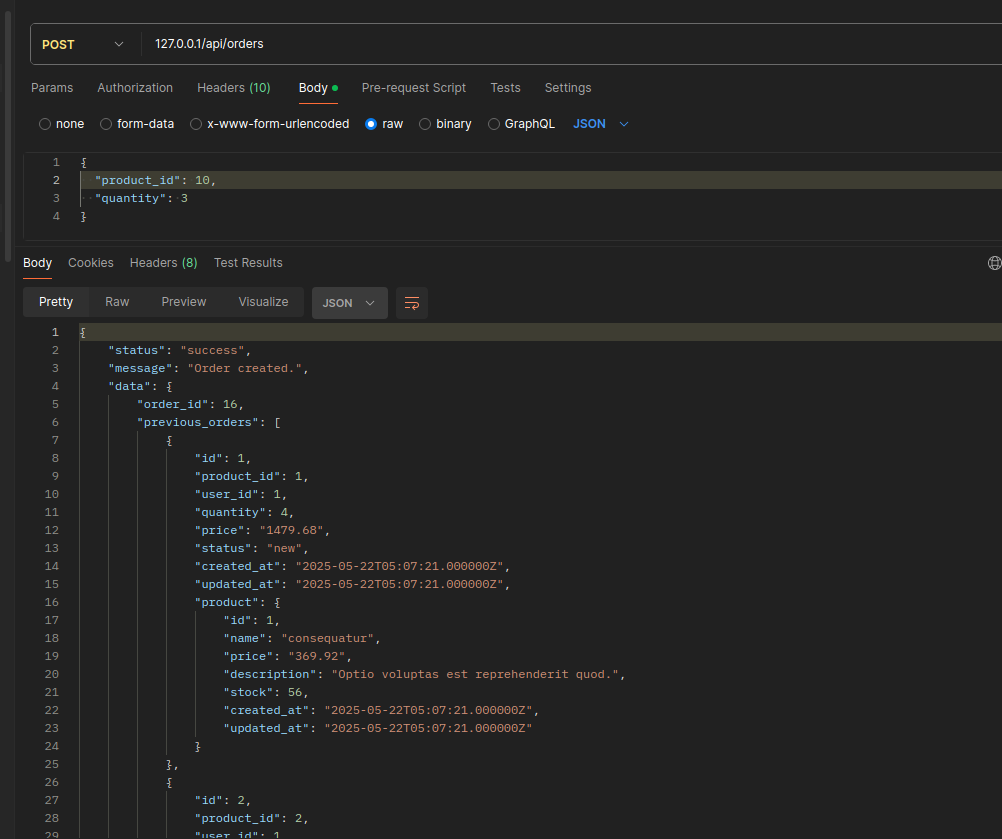 POST 127.0.0.1/api/orders
Params Authorization Headers (10) Body Pre-request Script Tests Settings
none form-data x-www-form-urlencoded raw binary GraphQL JSON
1 {
2 "product_id": 10,
3 "quantity": 3
4 }
Body Cookies Headers (8) Test Results
Pretty Raw Preview Visualize JSON
1 {
2 "status": "success",
3 "message": "Order created.",
4 "data": {
5 "order_id": 16,
6 "previous_orders": [
7 {
8 "id": 1,
9 "product_id": 1,
10 "user_id": 1,
11 "quantity": 4,
12 "price": "1479.68",
13 "status": "new",
14 "created_at": "2025-05-22T05:07:21.000000Z",
15 "updated_at": "2025-05-22T05:07:21.000000Z",
16 "product": {
17 "id": 1,
18 "name": "consequatur",
19 "price": "369.92",
20 "description": "Optio voluptas est reprehenderit quod.",
21 "stock": 56,
22 "created_at": "2025-05-22T05:07:21.000000Z",
23 "updated_at": "2025-05-22T05:07:21.000000Z"
24 }
25 },
26 {
27 "id": 2,
28 "product_id": 2,
29 "user_id": 1